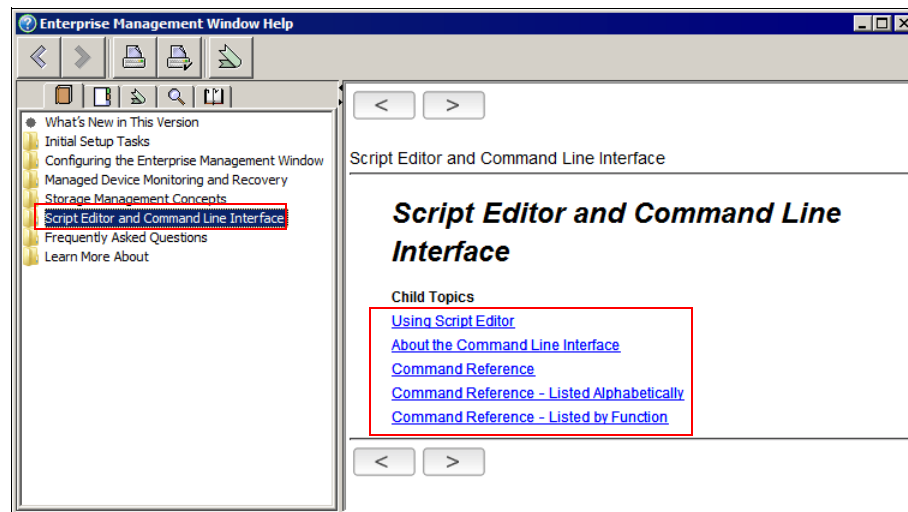 Enterprise Management Window Help
What's New in This Version
Initial Setup Tasks
Configuring the Enterprise Management Window
Managed Device Monitoring and Recovery
Storage Management Concepts
Script Editor and Command Line Interface
Frequently Asked Questions
Learn More About
< >
Script Editor and Command Line Interface
Script Editor and Command Line
Interface
Child Topics
Using Script Editor
About the Command Line Interface
Command Reference
Command Reference - Listed Alphabetically
Command Reference - Listed by Function
< >